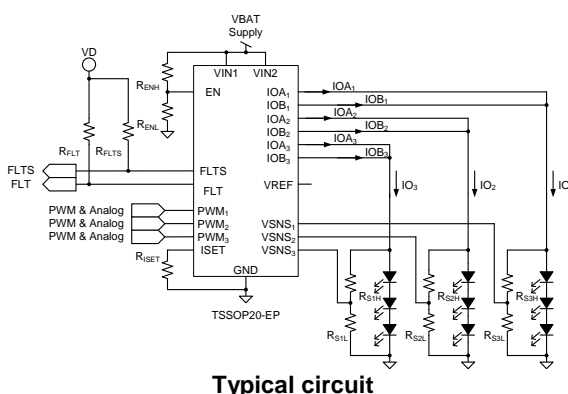 VBAT
Supply
VD
VIN1 VIN2
RENH
EN
RENL
RFLT RFLTS
FLTS
FLT
FLTS
FLT
PWM & Analog
PWM & Analog
PWM & Analog
PWM1
PWM2
PWM3
ISET
RISET
GND
TSSOP20-EP
IOA1
IOB1
IOA2
IOB2
IOA3
IOB3
VREF
VSNS1
VSNS2
VSNS3
IOA1
IOB1
IOA2
IOB2
IOA3
IOB3
IO3
IO2
IO
RS1H
RS2H
RS3H
RS1L
RS2L
RS3L
Typical circuit